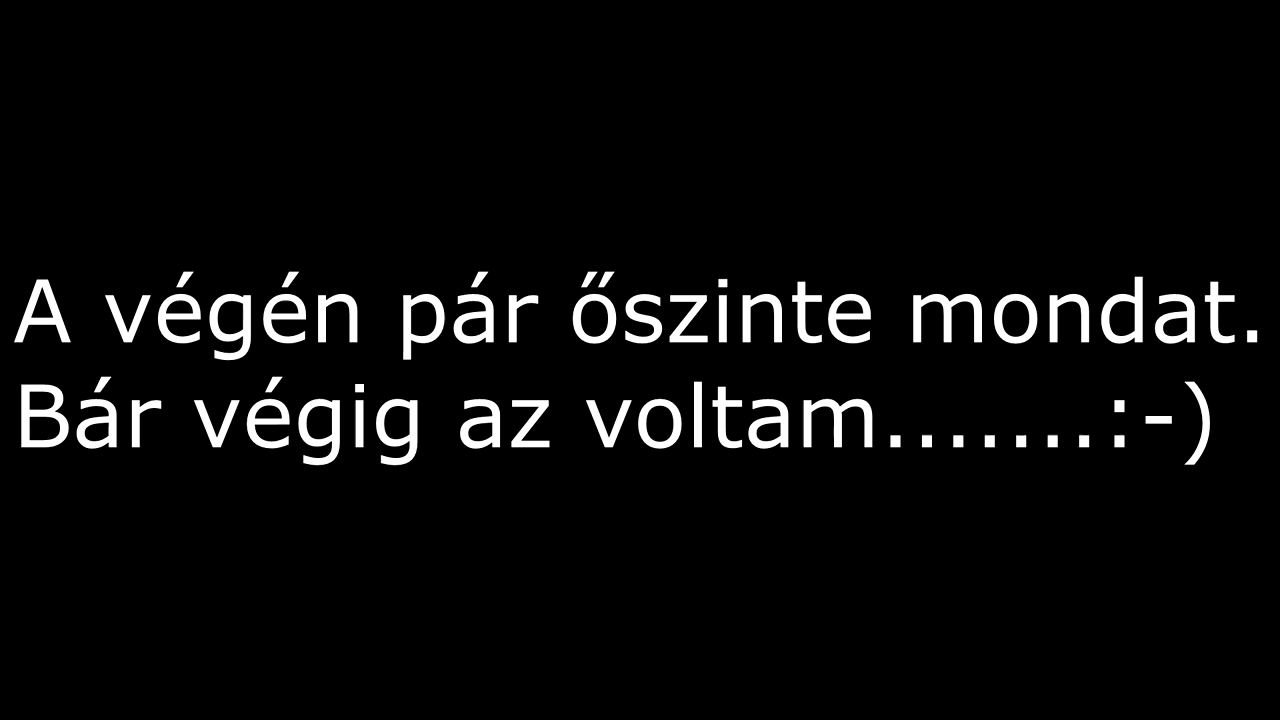 A végén pár őszinte mondat.
Bár végig az voltam.......:-)